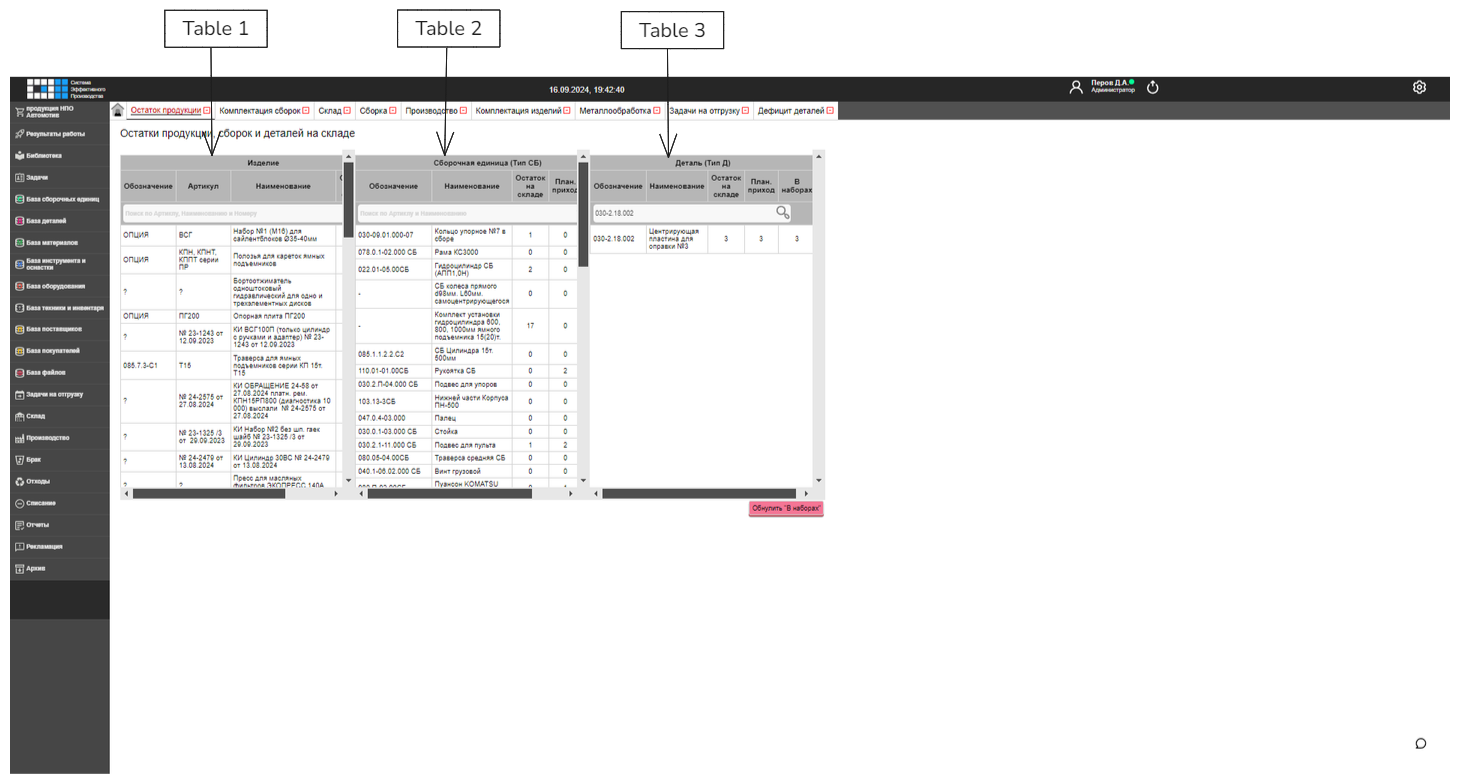 Table 1
Table 2
Table 3
Система
Эффективного
Производства
16.09.2024, 19:42:40
Перов Д.А.
Администратор
продукция НПО
Автомотив
Результаты работы
Библиотека
Задачи
База сборочных единиц
База деталей
База материалов
База инструмента и
оснастки
База оборудования
База техники и инвентаря
База поставщиков
База покупателей
База файлов
Задачи на отгрузку
Склад
Производство
Брак
Отходы
Списание
Отчеты
Рекламация
Архив
Остаток продукции
Комплектация сборок
Склад
Сборка
Производство
Комплектация изделий
Металлообработка
Задачи на отгрузку
Дефицит деталей
Остатки продукции, сборок и деталей на складе
Изделие
Обозначение
Артикул
Наименование
Поиск по Артиклу, Наименованию и Номеру
ОПЦИЯ
ВСГ
Набор №1 (М16) для
сайлентблоков Ø35-40мм
ОПЦИЯ
КПН, КПНТ,
КППТ серии
ПР
Полозья для кареток ямных
подъемников
?
?
Бортоотжиматель
одноштоковый
гидравлический для одно и
трехэлементных дисков
ОПЦИЯ
ПГ200
Опорная плита ПГ200
?
№ 23-1243 от
12.09.2023
КИ ВСГ100П (только цилиндр
с ручками и адаптер) № 23-
1243 от 12.09.2023
085.7.3-С1
Т15
Траверса для ямных
подъемников серии КП 15т.
Т15
?
№ 24-2575 от
27.08.2024
КИ ОБРАЩЕНИЕ 24-58 от
27.08.2024 платн. рем.
КПН15РП800 (диагностика 10
000) выслали № 24-2575 от
27.08.2024
?
№ 23-1325 /3
от 29.09.2023
КИ Набор №2 без шп. гаек
шайб № 23-1325 /3 от
29.09.2023
?
№ 24-2479 от
13.08.2024
КИ Цилиндр 30ВС № 24-2479
от 13.08.2024
?
?
Пресс для масляных
фильтров ЭКОПРЕСС 140А
Сборочная единица (Тип СБ)
Обозначение
Наименование
Остаток
на
складе
План.
приход
Поиск по Артиклу и Наименованию
030-09.01.000-07
Кольцо упорное №7 в
сборе
1
0
078.0.1-02.000 СБ
Рама КС3000
0
0
022.01-05.00СБ
Гидроцилиндр СБ
(АПП1,0Н)
2
0
-
СБ колеса прямого
d98мм. L60мм.
самоцентрирующегося
0
0
-
Комплект установки
гидроцилиндра 600,
800, 1000мм ямного
подъемника 15(20)т.
17
0
085.1.1.2.2.С2
СБ Цилиндра 15т.
500мм
0
0
110.01-01.00СБ
Рукоятка СБ
0
2
030.2.П-04.000 СБ
Подвес для упоров
0
0
103.13-3СБ
Нижней части Корпуса
ПН-500
0
0
047.0.4-03.000
Палец
0
0
030.0.1-03.000 СБ
Стойка
0
0
030.2.1-11.000 СБ
Подвес для пульта
1
2
080.05-04.00СБ
Траверса средняя СБ
0
0
040.1-06.02.000 СБ
Винт грузовой
0
0
Пуансон KOMATSU
Деталь (Тип Д)
Обозначение
Наименование
Остаток
на
складе
План.
приход
В
наборах
030-2.18.002
030-2.18.002
Центрирующая
пластина для
оправки №3
3
3
3
Обнулить "В наборах"